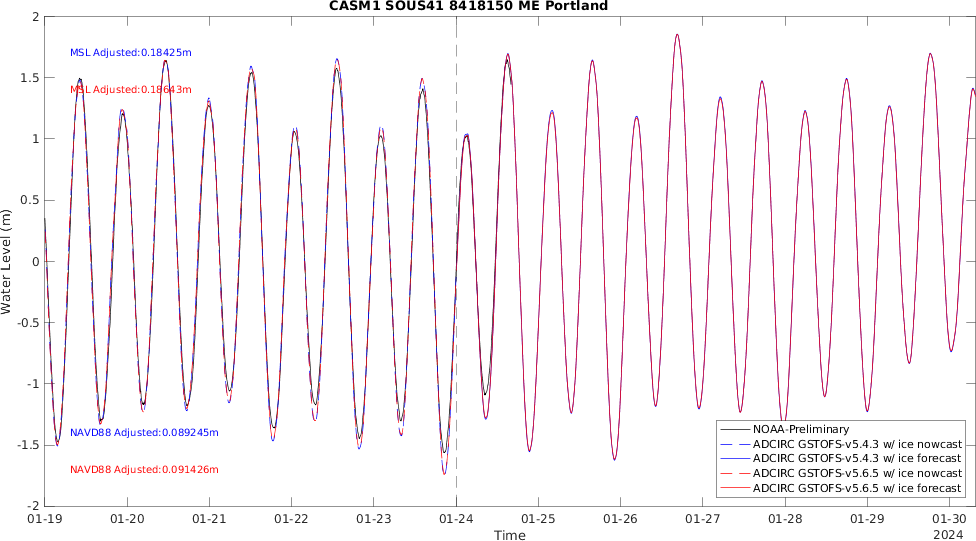 CASM1 SOUS41 8418150 ME Portland
2
1.5
1
0.5
0
-0.5
-1
-1.5
-2
Water Level (m)
MSL Adjusted:0.18425m
MSL Adjusted:0.18643m
NAVD88 Adjusted:0.089245m
NAVD88 Adjusted:0.091426m
NOAA-Preliminary
ADCIRC GSTOFS-v5.4.3 w/ ice nowcast
ADCIRC GSTOFS-v5.4.3 w/ ice forecast
ADCIRC GSTOFS-v5.6.5 w/ ice nowcast
ADCIRC GSTOFS-v5.6.5 w/ ice forecast
01-19 01-20 01-21 01-22 01-23 01-24 01-25 01-26 01-27 01-28 01-29 01-30
Time
2024